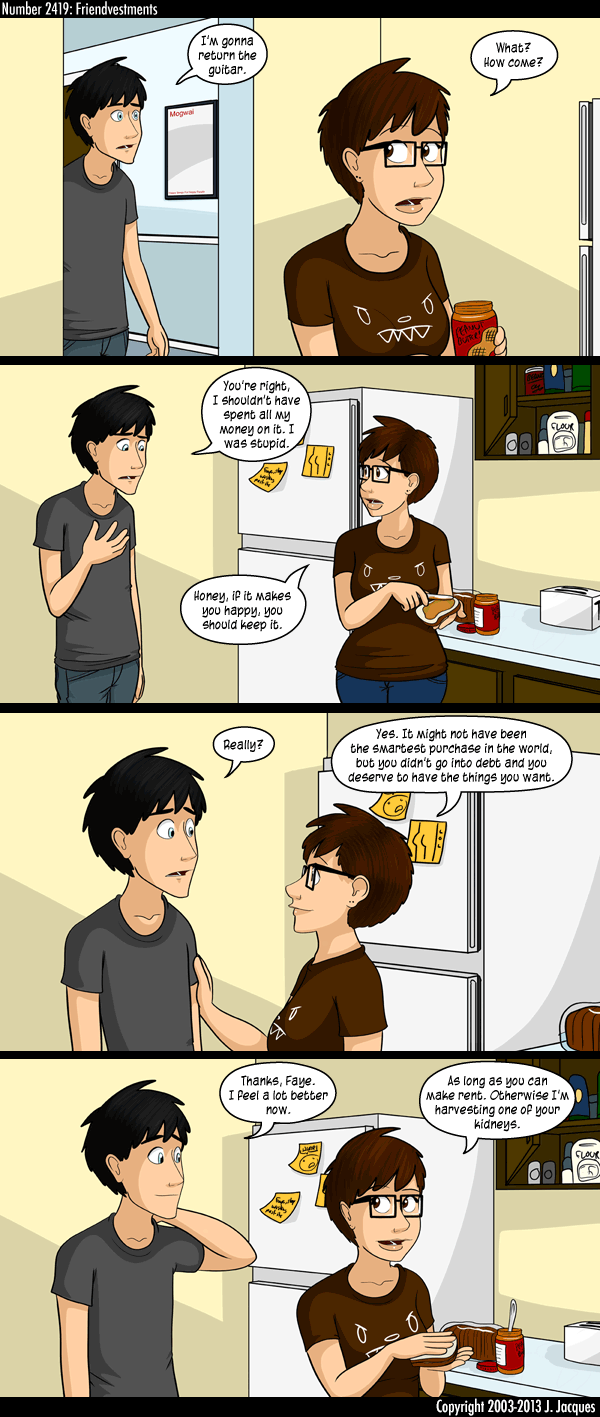 Number 2419: Friendvestments
I'm gonna
return the
guitar.
What?
How come?
Mogwai
You're right,
I shouldn't have
spent all my
money on it. I
was stupid.
FLOUR
Honey, if it makes
you happy, you
should keep it.
Really?
Yes. It might not have been
the smartest purchase in the world,
but you didn't go into debt and you
deserve to have the things you want.
Thanks, Faye.
I feel a lot better
now.
As long as you can
make rent. Otherwise I'm
harvesting one of your
kidneys.
FLOUR
Copyright 2003-2013 J. Jacques